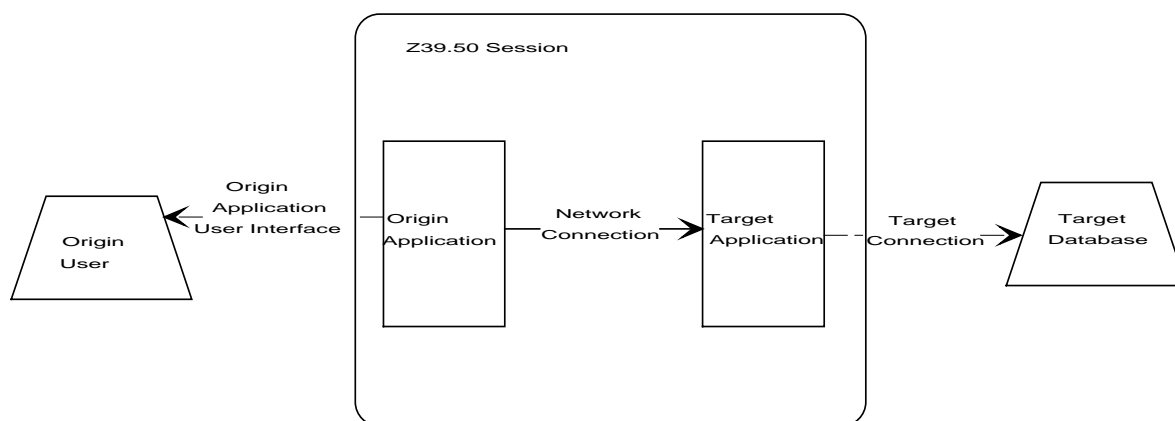 Z39.50 Session
Origin
User
Origin
Application
User Interface
Origin
Application
Network
Connection
Target
Application
Target
Connection
Target
Database